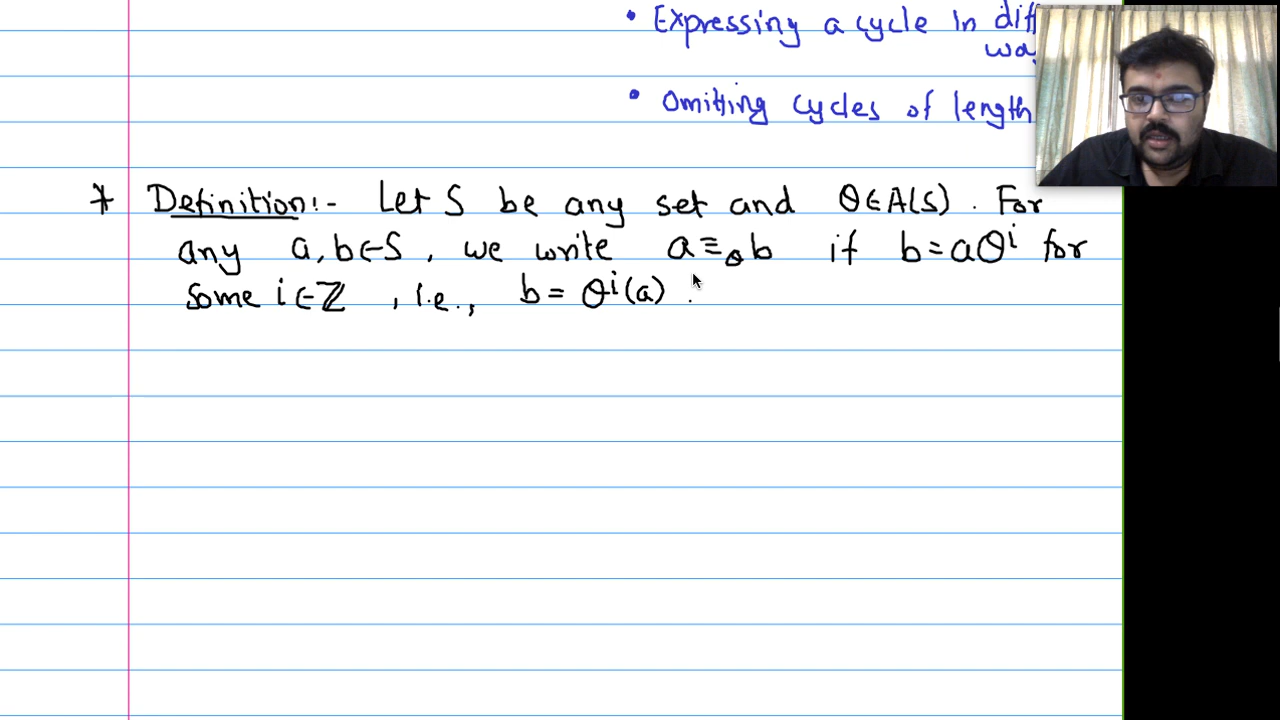 • Expressing a cycle in
• Omitting cycles of length
* Definition:- Let S be any set and θ∈A(S). For
any a,b∈S, we write a≡_θ b if b=aθ^i for
some i∈ℤ, i.e., b=θ^i(a).